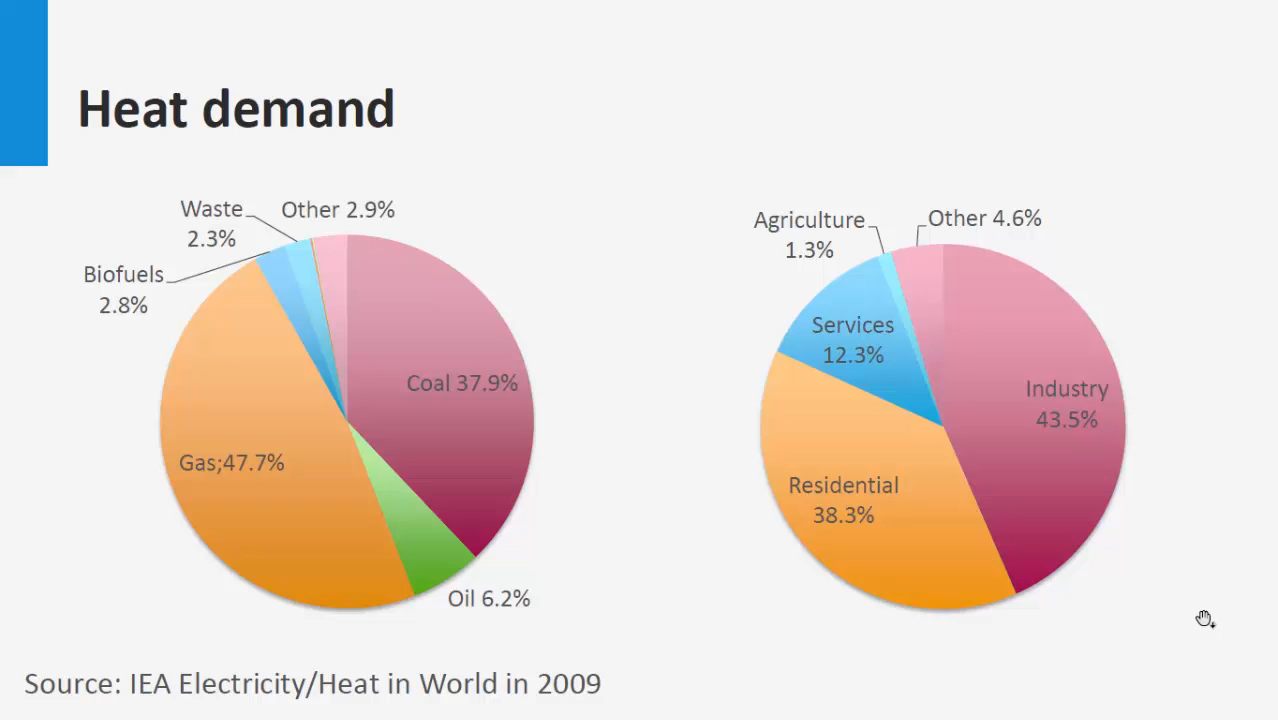 Heat demand
Waste
2.3%
Other 2.9%
Biofuels
2.8%
Coal 37.9%
Gas;47.7%
Oil 6.2%
Agriculture
1.3%
Other 4.6%
Services
12.3%
Industry
43.5%
Residential
38.3%
Source: IEA Electricity/Heat in World in 2009